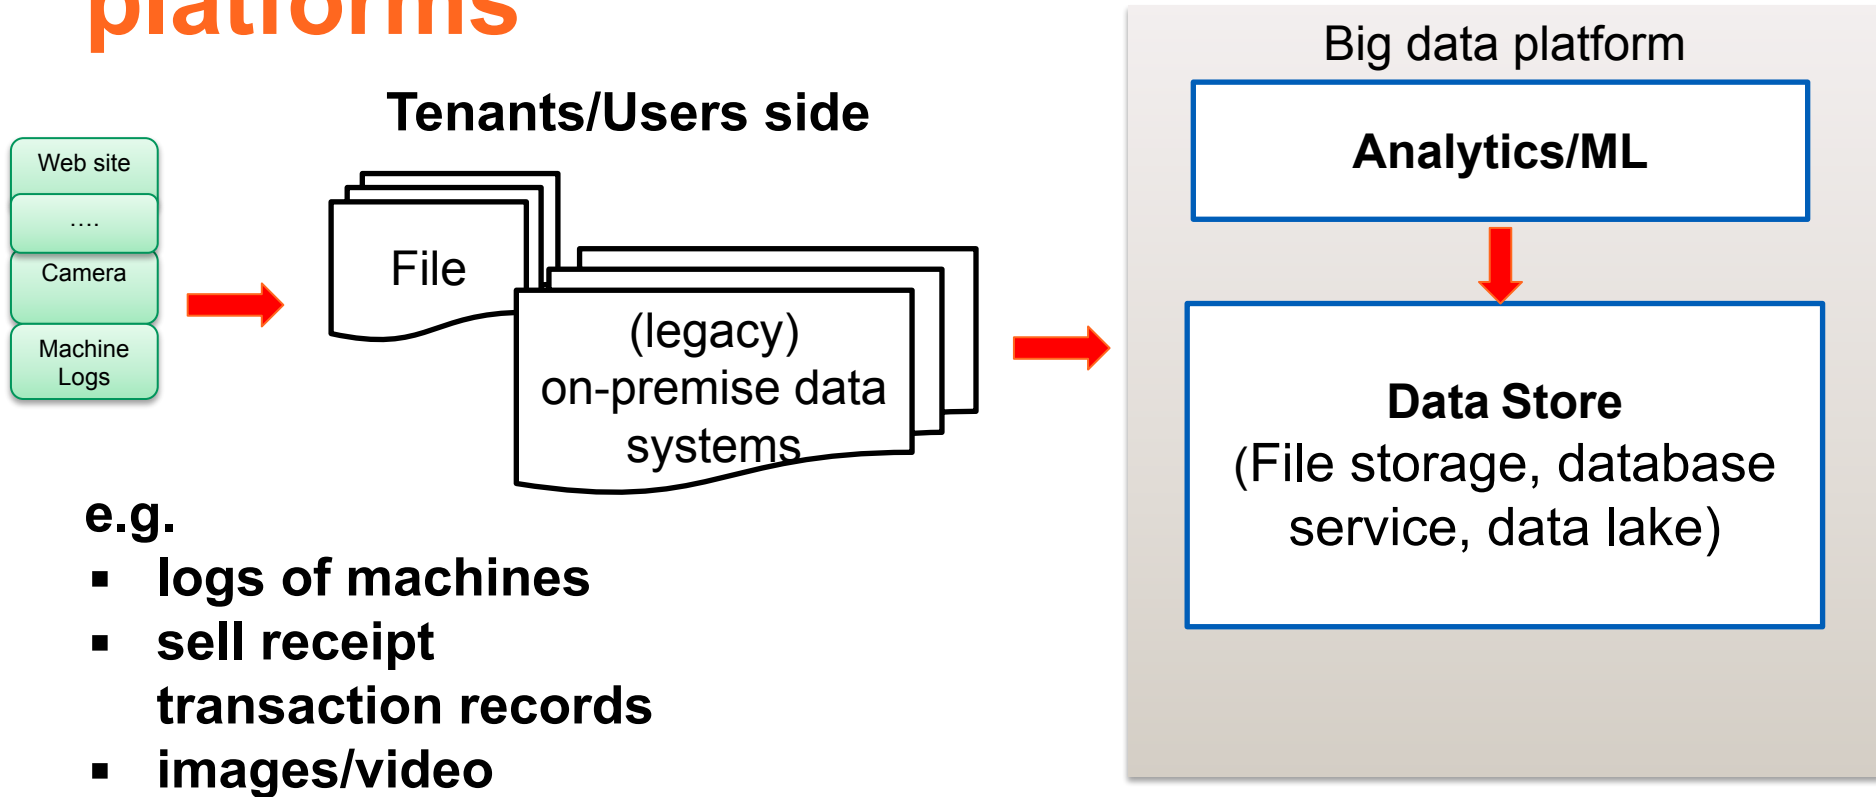 platforms
Tenants/Users side
Web site
....
Camera
Machine
Logs
File
(legacy)
on-premise data
systems
e.g.
▪ logs of machines
▪ sell receipt
transaction records
▪ images/video
Big data platform
Analytics/ML
Data Store
(File storage, database
service, data lake)